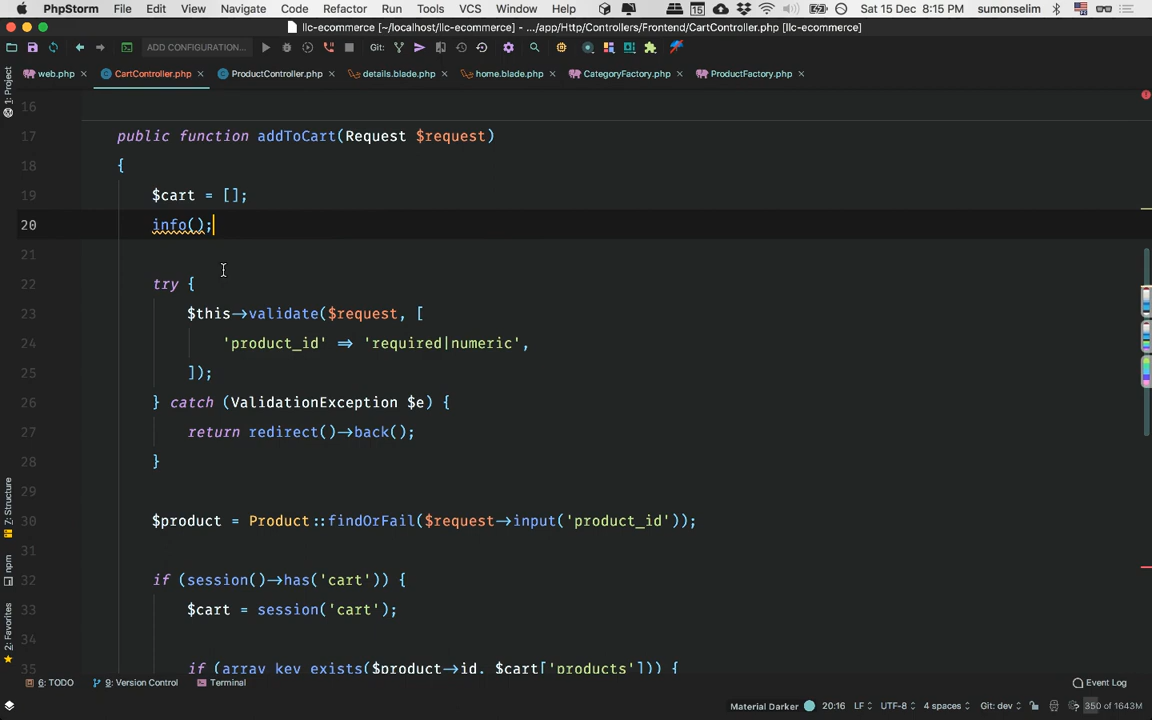 PhpStorm File Edit View Navigate Code Refactor Run Tools VCS Window Help 15 Sat 15 Dec 8:15 PM sumonselim
llc-ecommerce [~/localhost/llc-ecommerce] - .../app/Http/Controllers/Frontend/CartController.php [llc-ecommerce]
ADD CONFIGURATION... Git:
web.php CartController.php ProductController.php details.blade.php home.blade.php CategoryFactory.php ProductFactory.php
1: Project
7: Structure
npm
2: Favorites
16
17 public function addToCart(Request $request)
18 {
19 $cart = [];
20 info();
21
22 try {
23 $this->validate($request, [
24 'product_id' => 'required|numeric',
25 ]);
26 } catch (ValidationException $e) {
27 return redirect()->back();
28 }
29
30 $product = Product::findOrFail($request->input('product_id'));
31
32 if (session()->has('cart')) {
33 $cart = session('cart');
34
35 if (array_key_exists($product->id, $cart['products'])) {
6: TODO 9: Version Control Terminal Event Log
Material Darker 20:16 LF UTF-8 4 spaces Git: dev 350 of 1643M